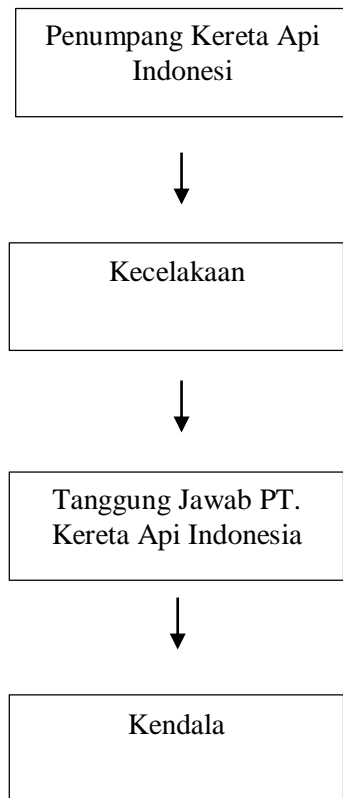 Penumpang Kereta Api
Indonesi
Kecelakaan
Tanggung Jawab PT.
Kereta Api Indonesia
Kendala